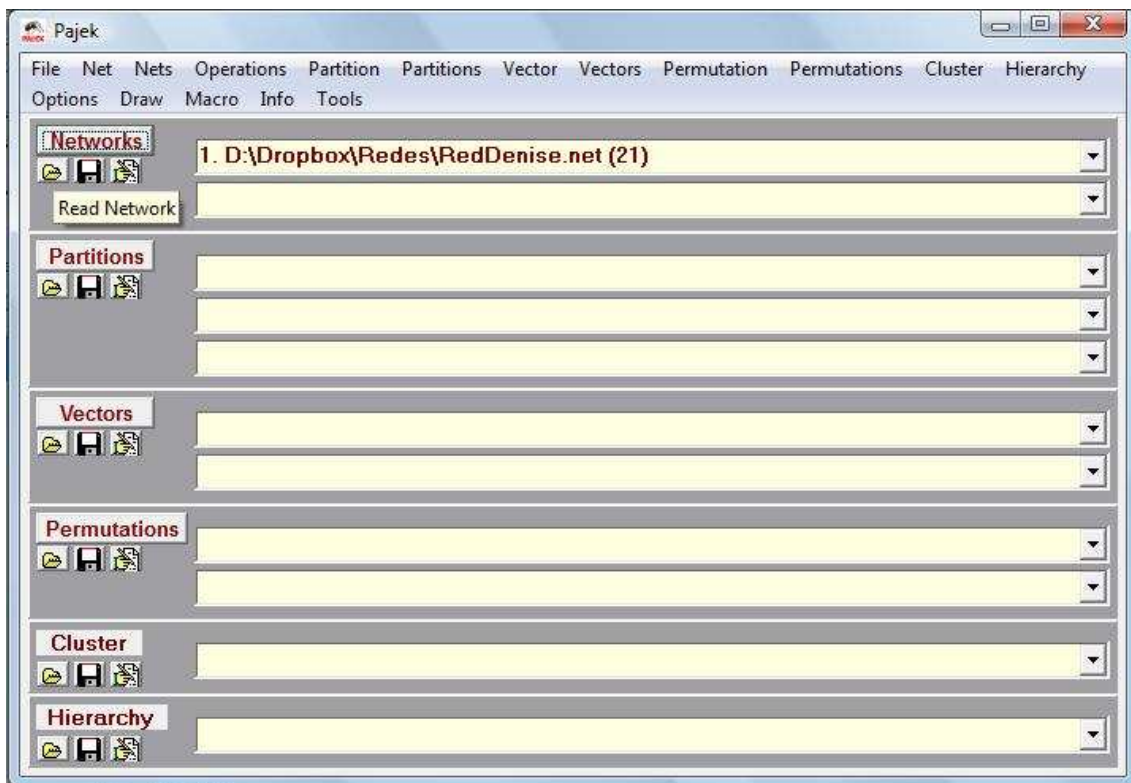 Pajek
File Net Nets Operations Partition Partitions Vector Vectors Permutation Permutations Cluster Hierarchy
Options Draw Macro Info Tools
Networks
1. D:\Dropbox\Redes\RedDenise.net (21)
Read Network
Partitions
Vectors
Permutations
Cluster
Hierarchy